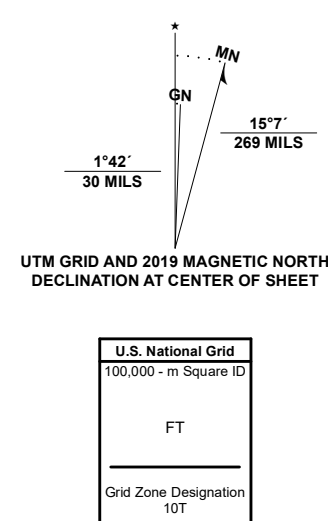 ★
MN
GN
15°7´
269 MILS
1°42´
30 MILS
UTM GRID AND 2019 MAGNETIC NORTH
DECLINATION AT CENTER OF SHEET
U.S. National Grid
100,000 - m Square ID
FT
Grid Zone Designation
10T